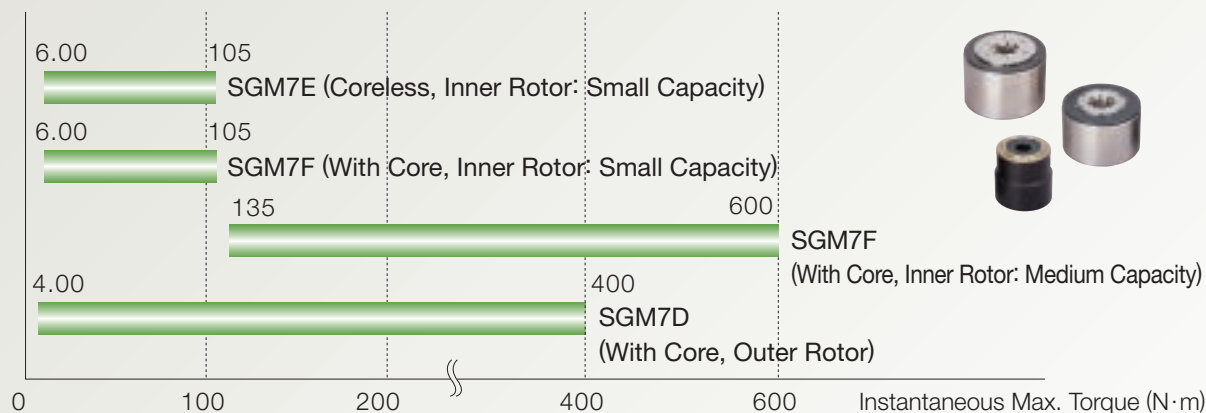 6.00 105
SGM7E (Coreless, Inner Rotor: Small Capacity)
6.00 105
SGM7F (With Core, Inner Rotor: Small Capacity)
135 600
SGM7F
(With Core, Inner Rotor: Medium Capacity)
4.00 400
SGM7D
(With Core, Outer Rotor)
0 100 200 400 600 Instantaneous Max. Torque (N·m)